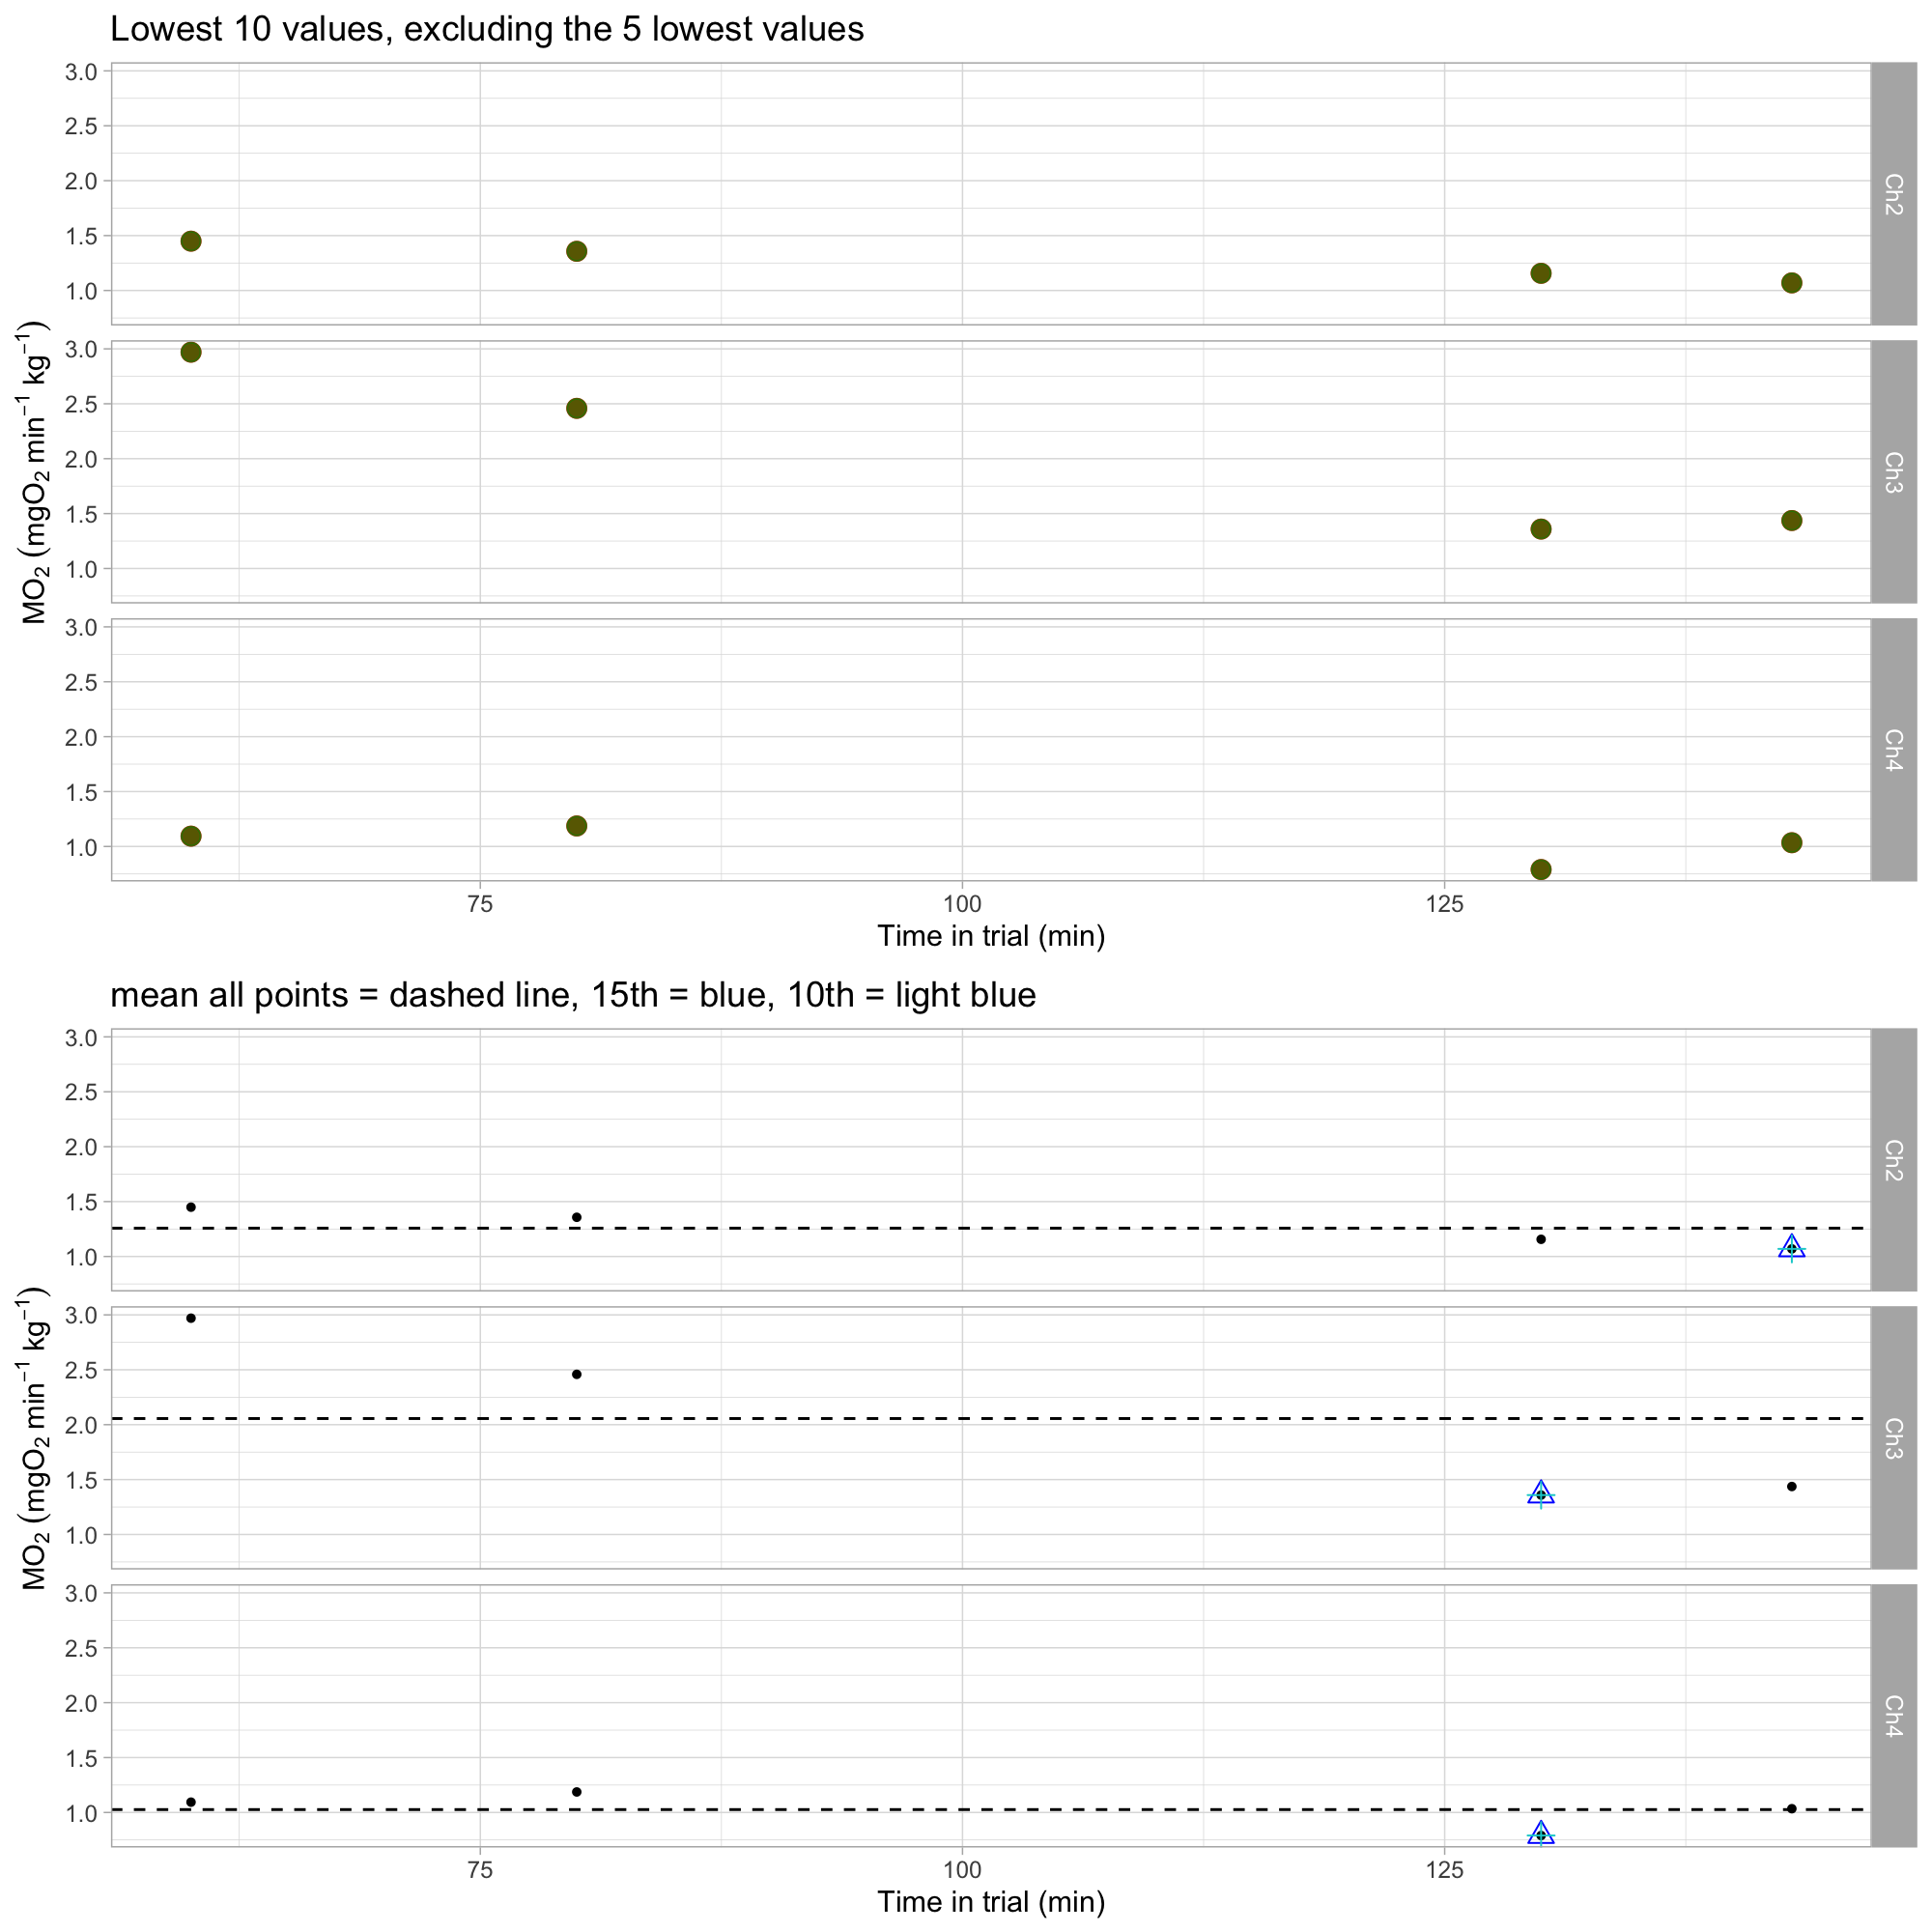 Lowest 10 values, excluding the 5 lowest values
3.0
2.5
2.0
1.5
1.0
Ch2
3.0
2.5
2.0
1.5
1.0
Ch3
3.0
2.5
2.0
1.5
1.0
Ch4
MO₂ (mgO₂ min⁻¹ kg⁻¹)
75 100 125
Time in trial (min)
mean all points = dashed line, 15th = blue, 10th = light blue
3.0
2.5
2.0
1.5
1.0
Ch2
3.0
2.5
2.0
1.5
1.0
Ch3
3.0
2.5
2.0
1.5
1.0
Ch4
MO₂ (mgO₂ min⁻¹ kg⁻¹)
75 100 125
Time in trial (min)